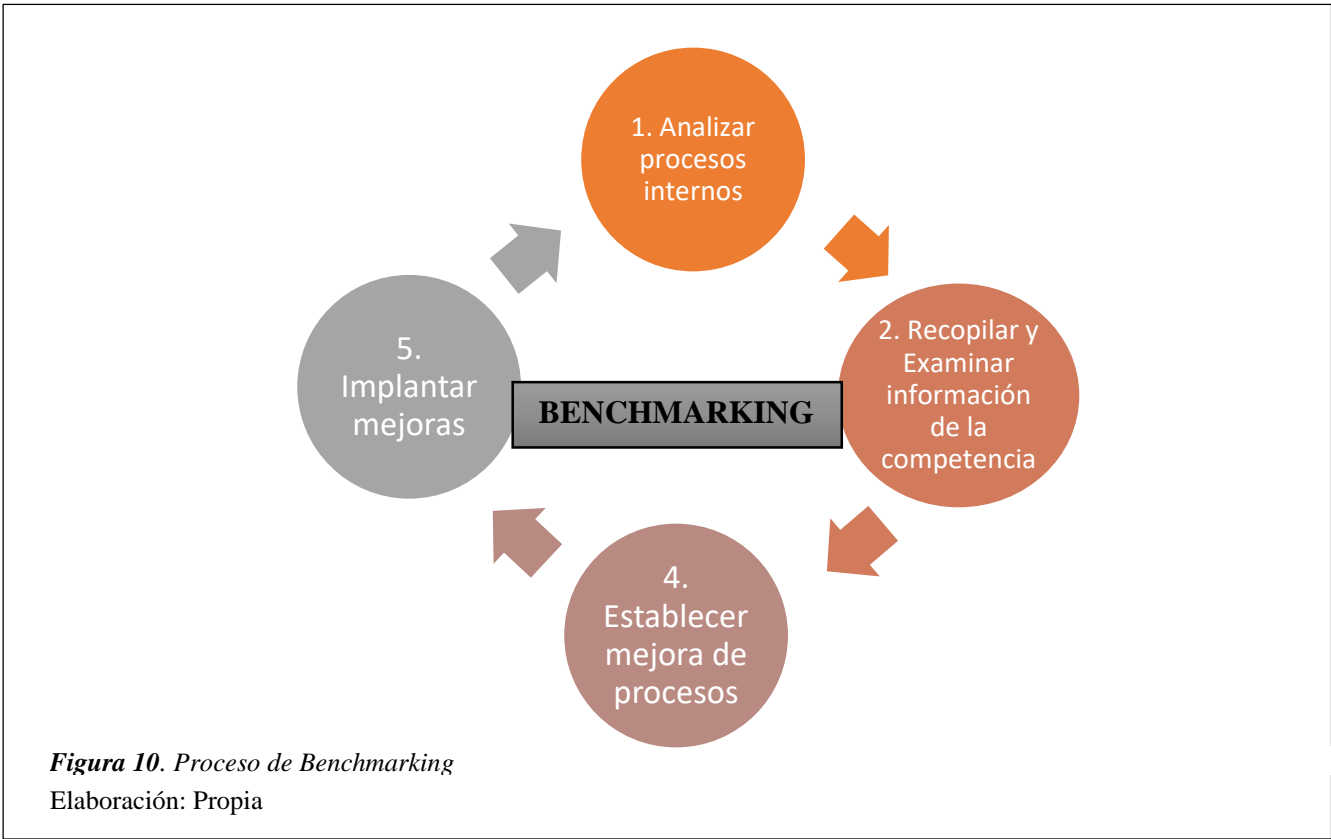 1. Analizar
procesos
internos
2. Recopilar y
Examinar
información
de la
competencia
BENCHMARKING
4.
Establecer
mejora de
procesos
5.
Implantar
mejoras
Figura 10. Proceso de Benchmarking
Elaboración: Propia